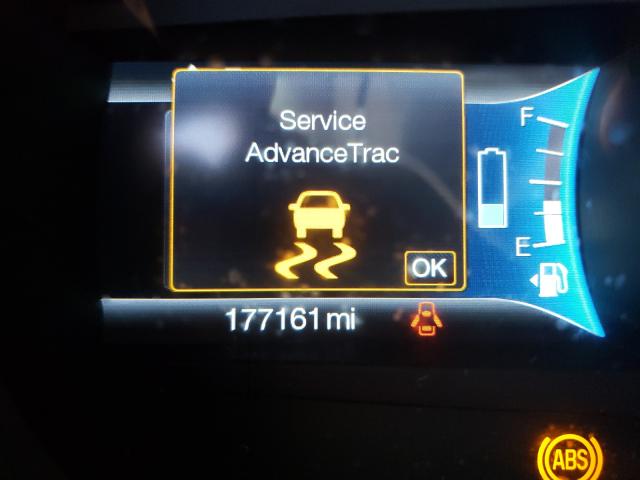 Service
AdvanceTrac
F
E
OK
177161 mi
ABS